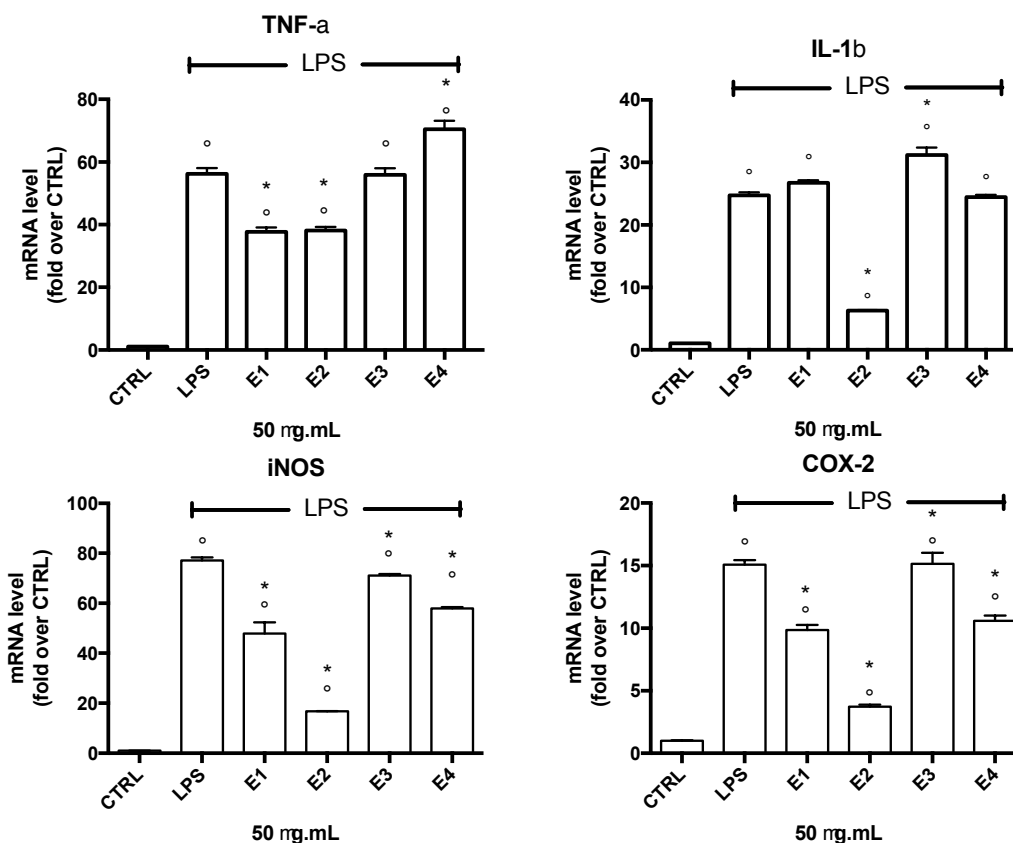 TNF-a
LPS
mRNA level
(fold over CTRL)
80
60
40
20
0
* * *
° ° ° ° °
CTRL LPS E1 E2 E3 E4
50 mg.mL
IL-1b
LPS
mRNA level
(fold over CTRL)
40
30
20
10
0
* *
° ° ° ° °
CTRL LPS E1 E2 E3 E4
50 mg.mL
iNOS
LPS
mRNA level
(fold over CTRL)
100
80
60
40
20
0
* * * *
° ° ° ° °
CTRL LPS E1 E2 E3 E4
50 mg.mL
COX-2
LPS
mRNA level
(fold over CTRL)
20
15
10
5
0
* * * *
° ° ° ° °
CTRL LPS E1 E2 E3 E4
50 mg.mL